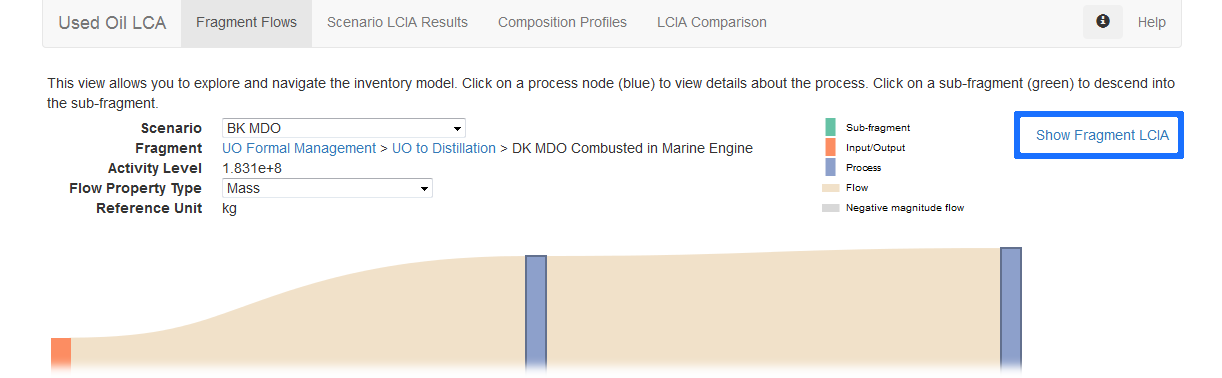 Used Oil LCA Fragment Flows Scenario LCIA Results Composition Profiles LCIA Comparison Help
This view allows you to explore and navigate the inventory model. Click on a process node (blue) to view details about the process. Click on a sub-fragment (green) to descend into
the sub-fragment.
Scenario BK MDO
Fragment UO Formal Management > UO to Distillation > DK MDO Combusted in Marine Engine
Activity Level 1.831e+8
Flow Property Type Mass
Reference Unit kg
Sub-fragment
Input/Output
Process
Flow
Negative magnitude flow
Show Fragment LCIA